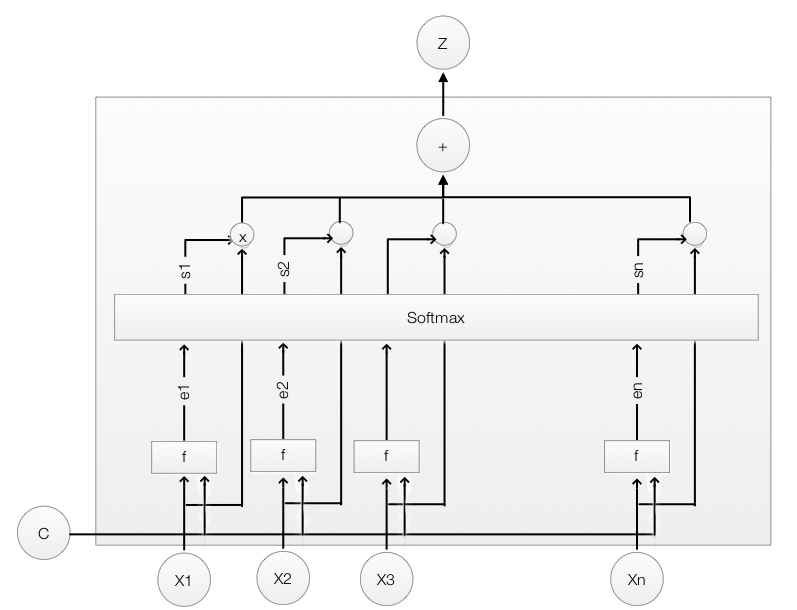 Z
+
x
s1 s2 sn
Softmax
e1 e2 en
f f f f
C
X1 X2 X3 Xn